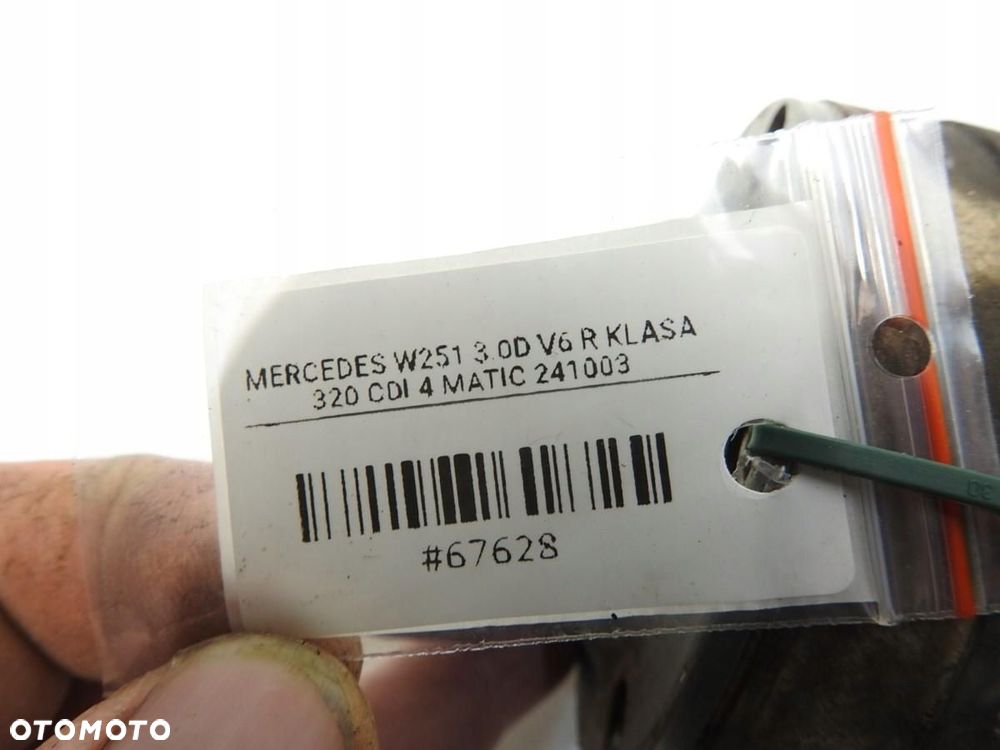 MERCEDES W251 3.0D V6 R KLASA
320 CDI 4 MATIC 241003
#67628
OTOMOTO